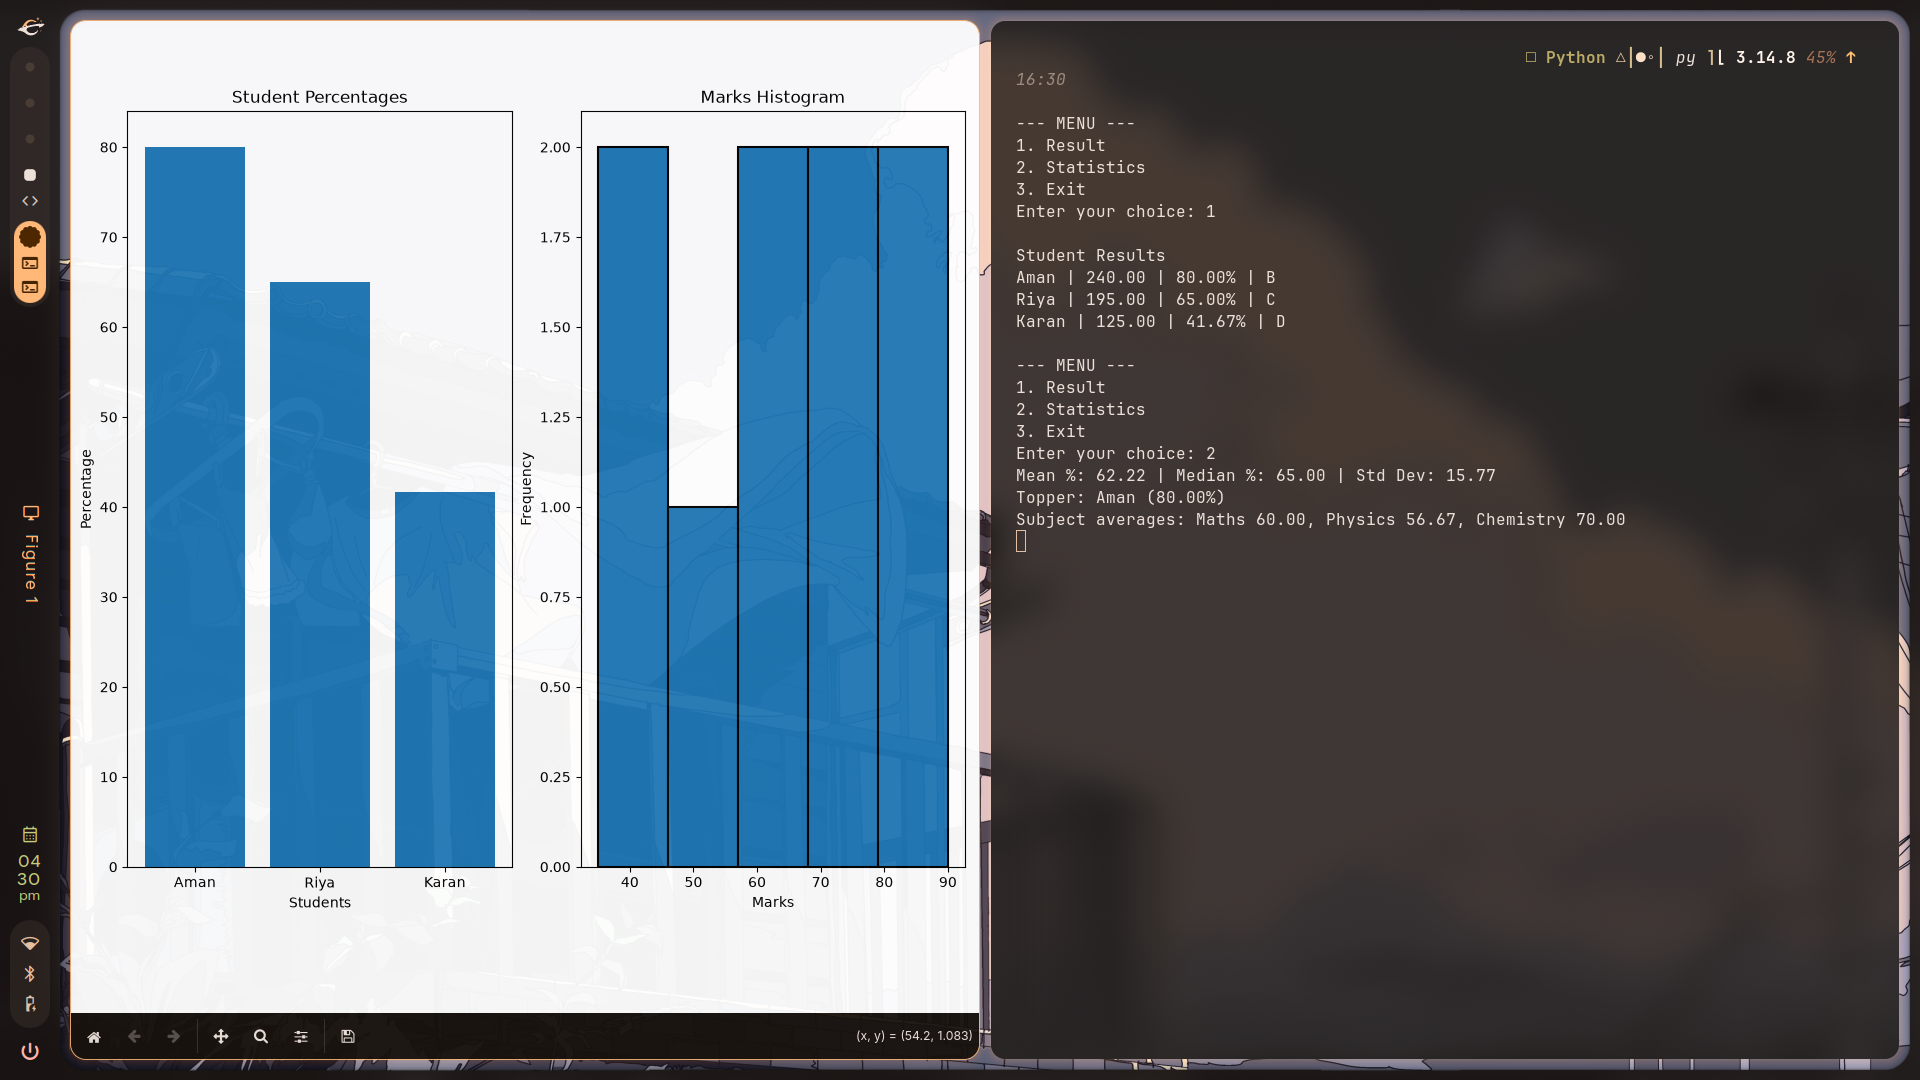 Figure 1
04
30
pm
Student Percentages
Percentage
80
70
60
50
40
30
20
10
0
Aman Riya Karan
Students
Marks Histogram
Frequency
2.00
1.75
1.50
1.25
1.00
0.75
0.50
0.25
0.00
40 50 60 70 80 90
Marks
(x, y) = (54.2, 1.083)
Python py 3.14.8 45% ↑
16:30
--- MENU ---
1. Result
2. Statistics
3. Exit
Enter your choice: 1
Student Results
Aman | 240.00 | 80.00% | B
Riya | 195.00 | 65.00% | C
Karan | 125.00 | 41.67% | D
--- MENU ---
1. Result
2. Statistics
3. Exit
Enter your choice: 2
Mean %: 62.22 | Median %: 65.00 | Std Dev: 15.77
Topper: Aman (80.00%)
Subject averages: Maths 60.00, Physics 56.67, Chemistry 70.00